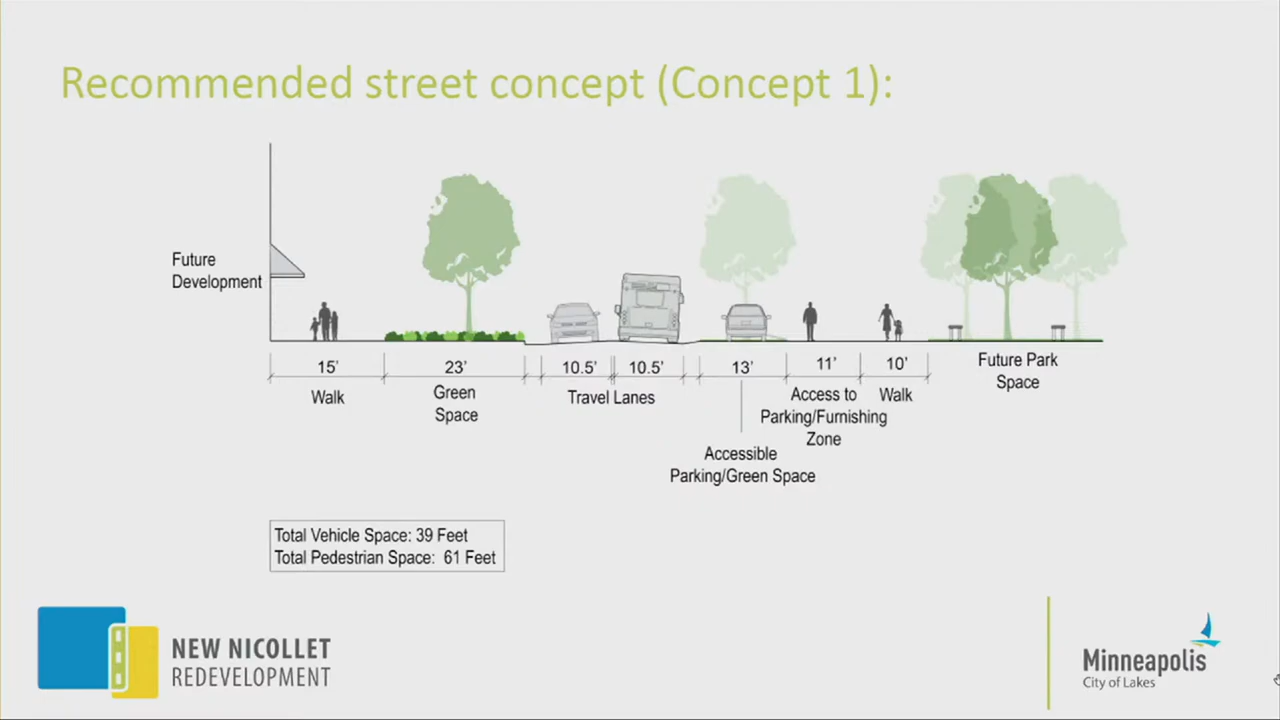 Recommended street concept (Concept 1):
Future
Development
15'
23'
10.5'
10.5'
13'
11'
10'
Walk
Green
Space
Travel Lanes
Accessible
Parking/Green Space
Access to
Parking/Furnishing
Zone
Walk
Future Park
Space
Total Vehicle Space: 39 Feet
Total Pedestrian Space: 61 Feet
NEW NICOLLET
REDEVELOPMENT
Minneapolis
City of Lakes